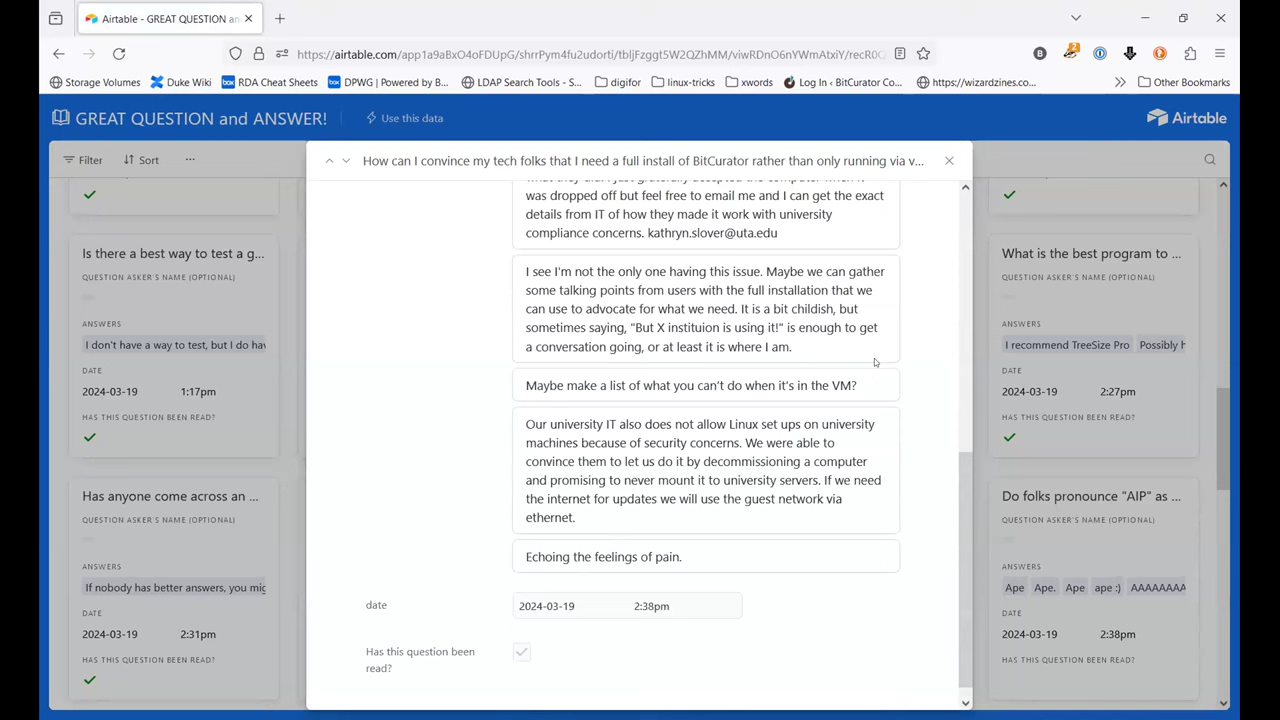 Airtable - GREAT QUESTION an
https://airtable.com/app1a9aBxO4oFDUpG/shrrPym4fu2udorti/tbljFzggt5W2QZhMM/viwRDnO6nYWmAtxiY/recR0
B
2
Storage Volumes
Duke Wiki
RDA Cheat Sheets
DPWG | Powered by B...
LDAP Search Tools - S...
digifor
linux-tricks
xwords
Log In ‹ BitCurator Co...
https://wizardzines.co...
Other Bookmarks
GREAT QUESTION and ANSWER!
Use this data
Airtable
Filter
Sort
How can I convince my tech folks that I need a full install of BitCurator rather than only running via v...
was dropped off but feel free to email me and I can get the exact
details from IT of how they made it work with university
compliance concerns. kathryn.slover@uta.edu
I see I'm not the only one having this issue. Maybe we can gather
some talking points from users with the full installation that we
can use to advocate for what we need. It is a bit childish, but
sometimes saying, "But X instituion is using it!" is enough to get
a conversation going, or at least it is where I am.
Maybe make a list of what you can't do when it's in the VM?
Our university IT also does not allow Linux set ups on university
machines because of security concerns. We were able to
convince them to let us do it by decommissioning a computer
and promising to never mount it to university servers. If we need
the internet for updates we will use the guest network via
ethernet.
Echoing the feelings of pain.
date
2024-03-19 2:38pm
Has this question been
read?
Is there a best way to test a g...
QUESTION ASKER'S NAME (OPTIONAL)
ANSWERS
I don't have a way to test, but I do hav
DATE
2024-03-19 1:17pm
HAS THIS QUESTION BEEN READ?
Has anyone come across an ...
QUESTION ASKER'S NAME (OPTIONAL)
ANSWERS
If nobody has better answers, you mig
DATE
2024-03-19 2:31pm
HAS THIS QUESTION BEEN READ?
What is the best program to ...
QUESTION ASKER'S NAME (OPTIONAL)
ANSWERS
I recommend TreeSize Pro Possibly h
DATE
2024-03-19 2:27pm
HAS THIS QUESTION BEEN READ?
Do folks pronounce "AIP" as ...
QUESTION ASKER'S NAME (OPTIONAL)
ANSWERS
Ape Ape. Ape ape :) AAAAAAAA
DATE
2024-03-19 2:38pm
HAS THIS QUESTION BEEN READ?